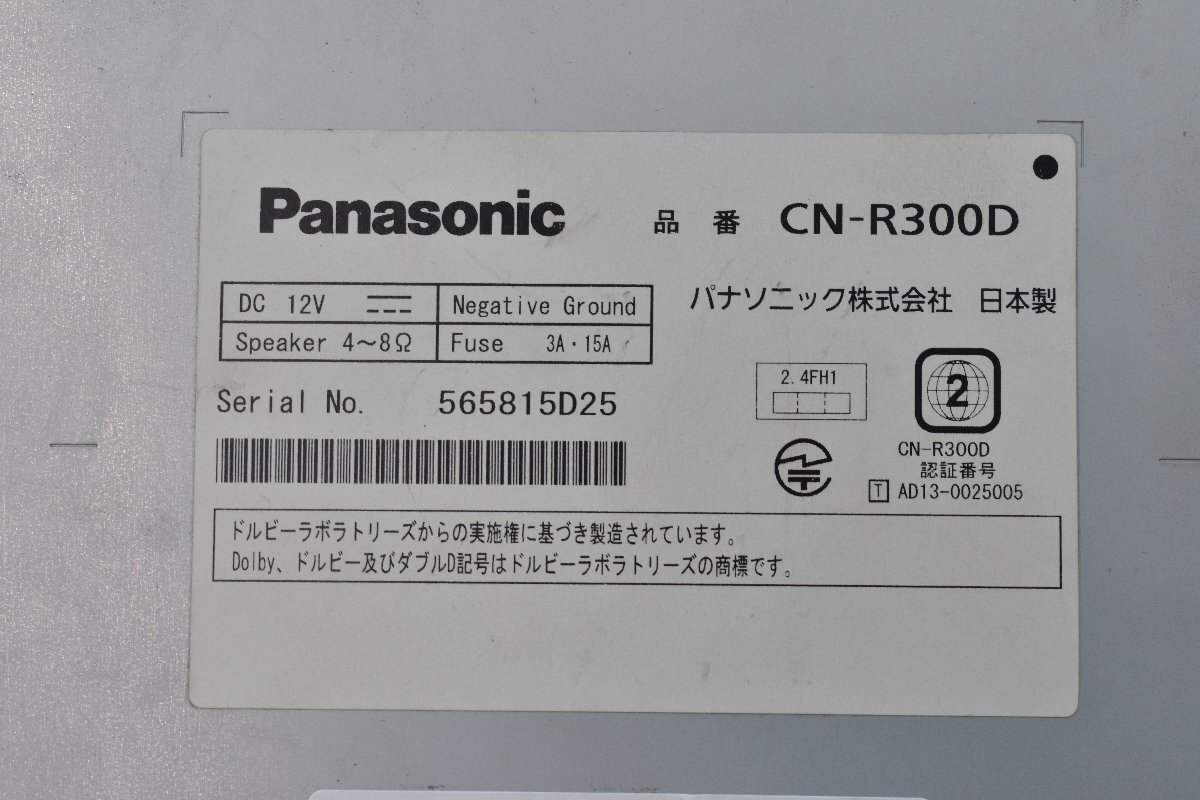 Panasonic 品番 CN-R300D
DC 12V Negative Ground
Speaker 4〜8Ω Fuse 3A・15A
パナソニック株式会社 日本製
Serial No. 565815D25
2.4FH1
2
CN-R300D
認証番号
T AD13-0025005
ドルビーラボラトリーズからの実施権に基づき製造されています。
Dolby、ドルビー及びダブルD記号はドルビーラボラトリーズの商標です。